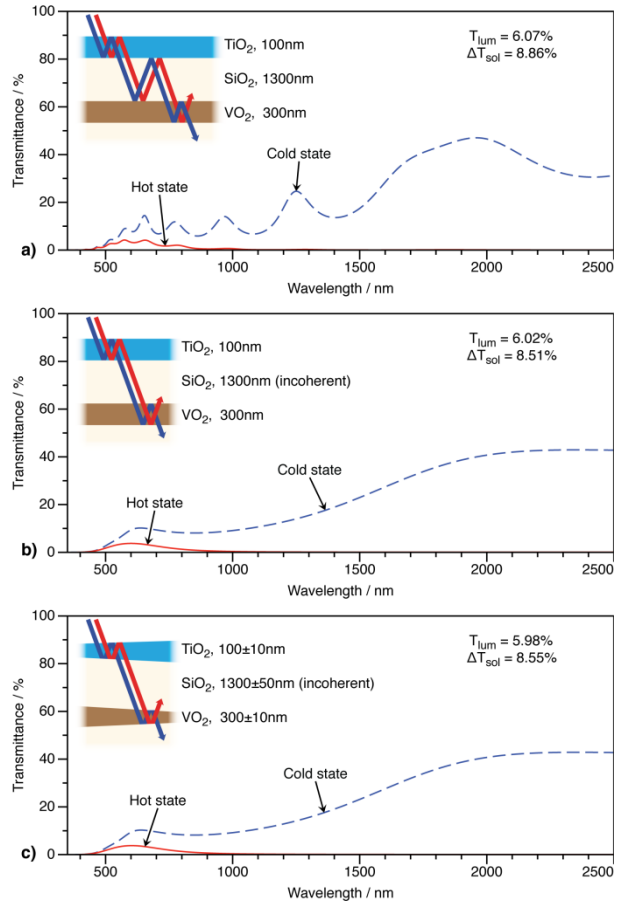 TiO2, 100nm
SiO2, 1300nm
VO2, 300nm
Tlum = 6.07%
ΔTsol = 8.86%
Cold state
Hot state
Transmittance / %
100
80
60
40
20
0
a)
500
1000
1500
2000
2500
Wavelength / nm
TiO2, 100nm
SiO2, 1300nm (incoherent)
VO2, 300nm
Tlum = 6.02%
ΔTsol = 8.51%
Cold state
Hot state
Transmittance / %
100
80
60
40
20
0
b)
500
1000
1500
2000
2500
Wavelength / nm
TiO2, 100±10nm
SiO2, 1300±50nm (incoherent)
VO2, 300±10nm
Tlum = 5.98%
ΔTsol = 8.55%
Cold state
Hot state
Transmittance / %
100
80
60
40
20
0
c)
500
1000
1500
2000
2500
Wavelength / nm